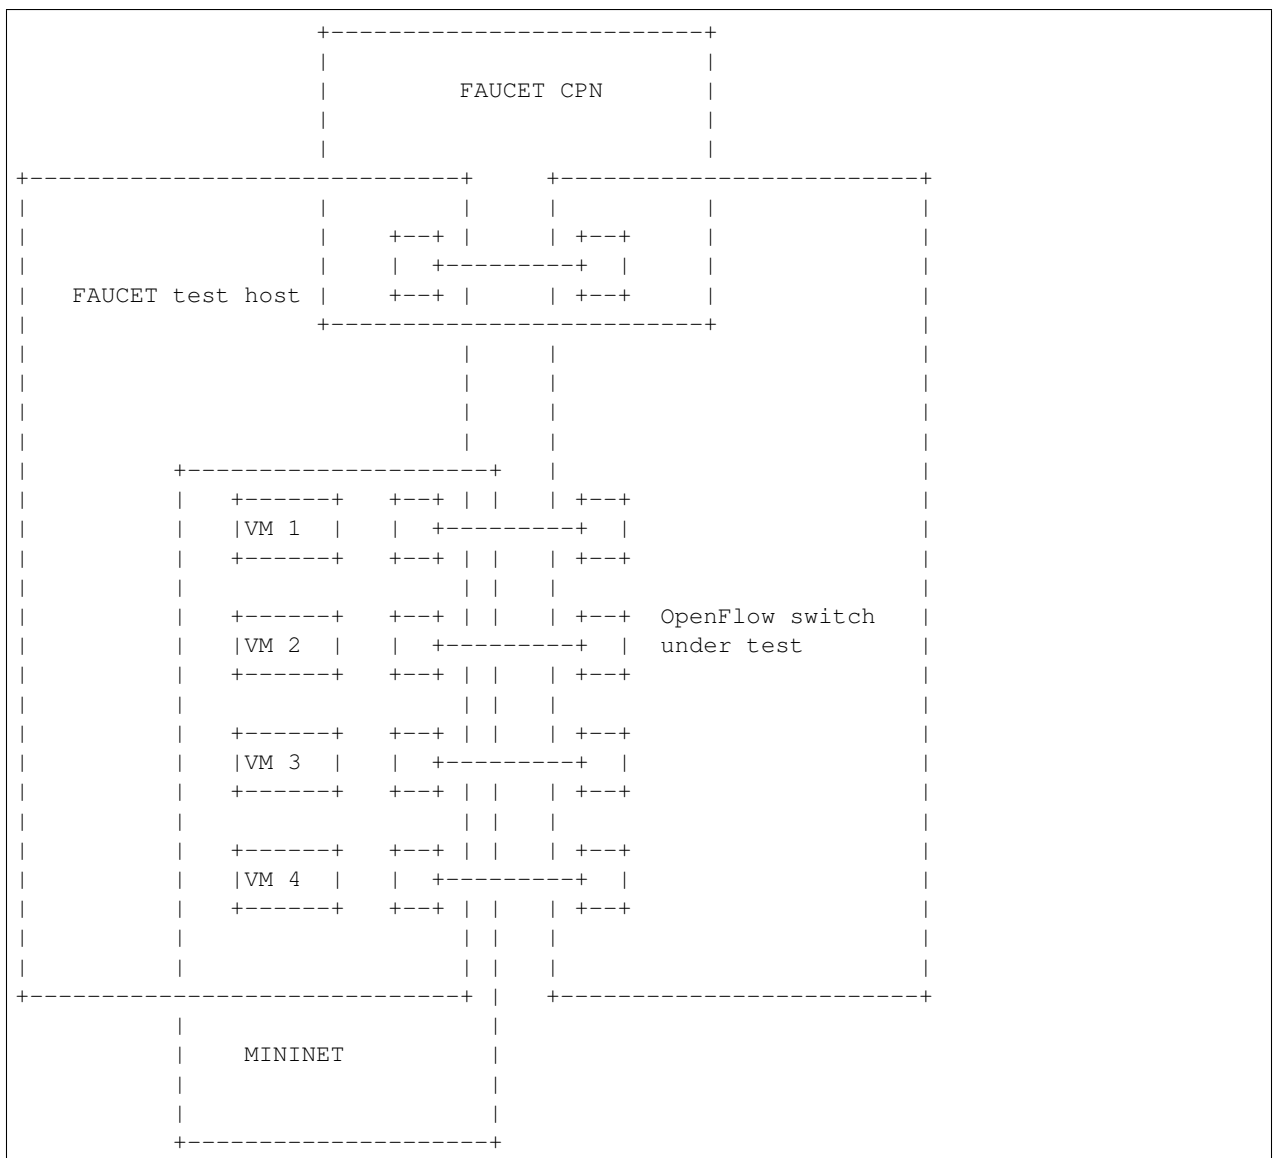 FAUCET CPN
FAUCET test host
VM 1
VM 2
OpenFlow switch
under test
VM 3
VM 4
MININET